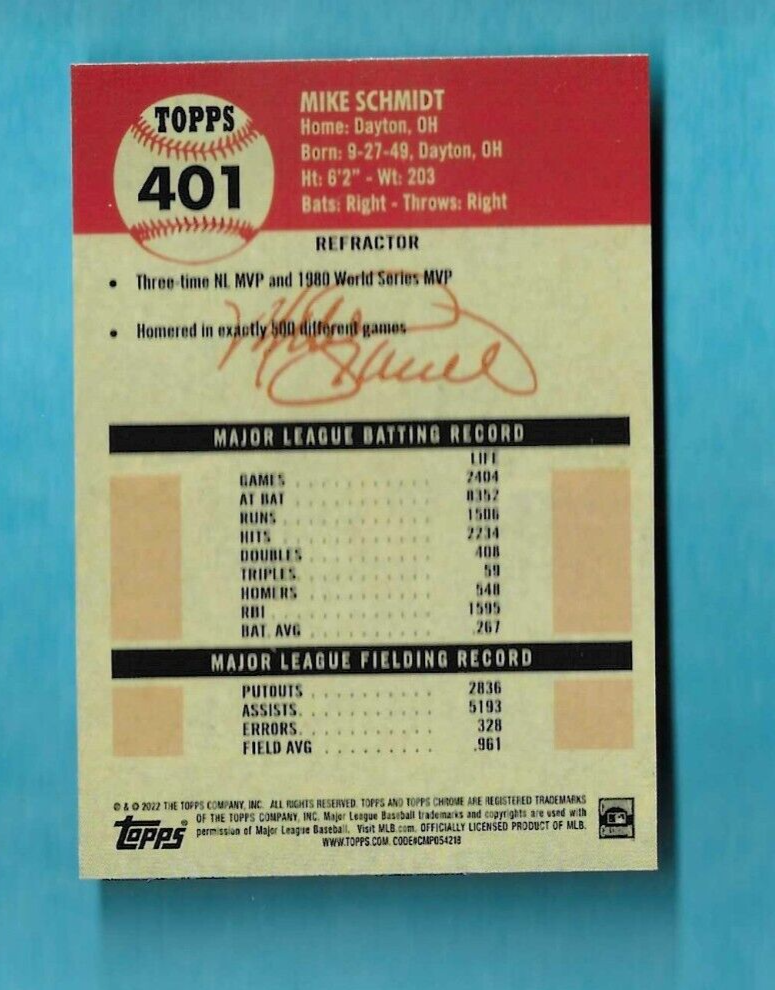 TOPPS
401
MIKE SCHMIDT
Home: Dayton, OH
Born: 9-27-49, Dayton, OH
Ht: 6'2" - Wt: 203
Bats: Right - Throws: Right
REFRACTOR
• Three-time NL MVP and 1980 World Series MVP
• Homered in exactly 500 different games
Mike Schmidt
MAJOR LEAGUE BATTING RECORD
LIFE
GAMES . . . . . . . . . . 2404
AT BAT . . . . . . . . . . 8352
RUNS . . . . . . . . . . 1506
HITS . . . . . . . . . . 2234
DOUBLES . . . . . . . . . . 408
TRIPLES . . . . . . . . . . 59
HOMERS . . . . . . . . . . 548
RBI . . . . . . . . . . 1595
BAT. AVG . . . . . . . . . . .267
MAJOR LEAGUE FIELDING RECORD
PUTOUTS . . . . . . . . . . 2836
ASSISTS . . . . . . . . . . 5193
ERRORS . . . . . . . . . . 328
FIELD AVG . . . . . . . . . .961
® & © 2022 THE TOPPS COMPANY, INC. ALL RIGHTS RESERVED. TOPPS AND TOPPS CHROME ARE REGISTERED TRADEMARKS
OF THE TOPPS COMPANY, INC. Major League Baseball trademarks and copyrights are used with
permission of Major League Baseball. Visit MLB.com. OFFICIALLY LICENSED PRODUCT OF MLB.
WWW.TOPPS.COM. CODE#CMP054218
topps®